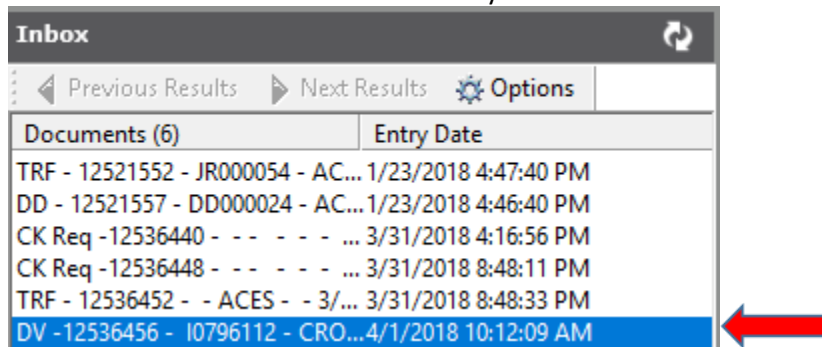 Inbox
Previous Results Next Results Options
Documents (6) Entry Date
TRF - 12521552 - JR000054 - AC... 1/23/2018 4:47:40 PM
DD - 12521557 - DD000024 - AC... 1/23/2018 4:46:40 PM
CK Req -12536440 - - - - - - - ... 3/31/2018 4:16:56 PM
CK Req -12536448 - - - - - - - ... 3/31/2018 8:48:11 PM
TRF - 12536452 - - ACES - - 3/... 3/31/2018 8:48:33 PM
DV -12536456 - I0796112 - CRO... 4/1/2018 10:12:09 AM